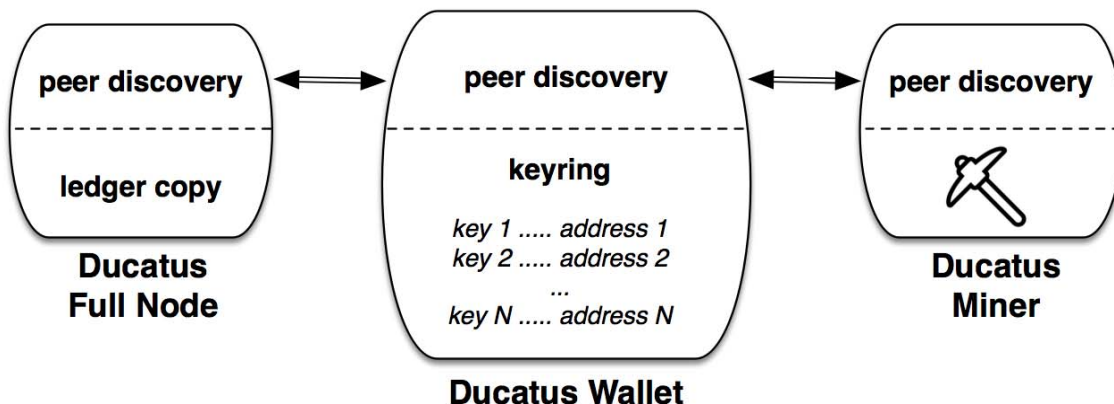 peer discovery
ledger copy
Ducatus
Full Node
peer discovery
keyring
key 1 ..... address 1
key 2 ..... address 2
...
key N ..... address N
Ducatus Wallet
peer discovery
Ducatus
Miner